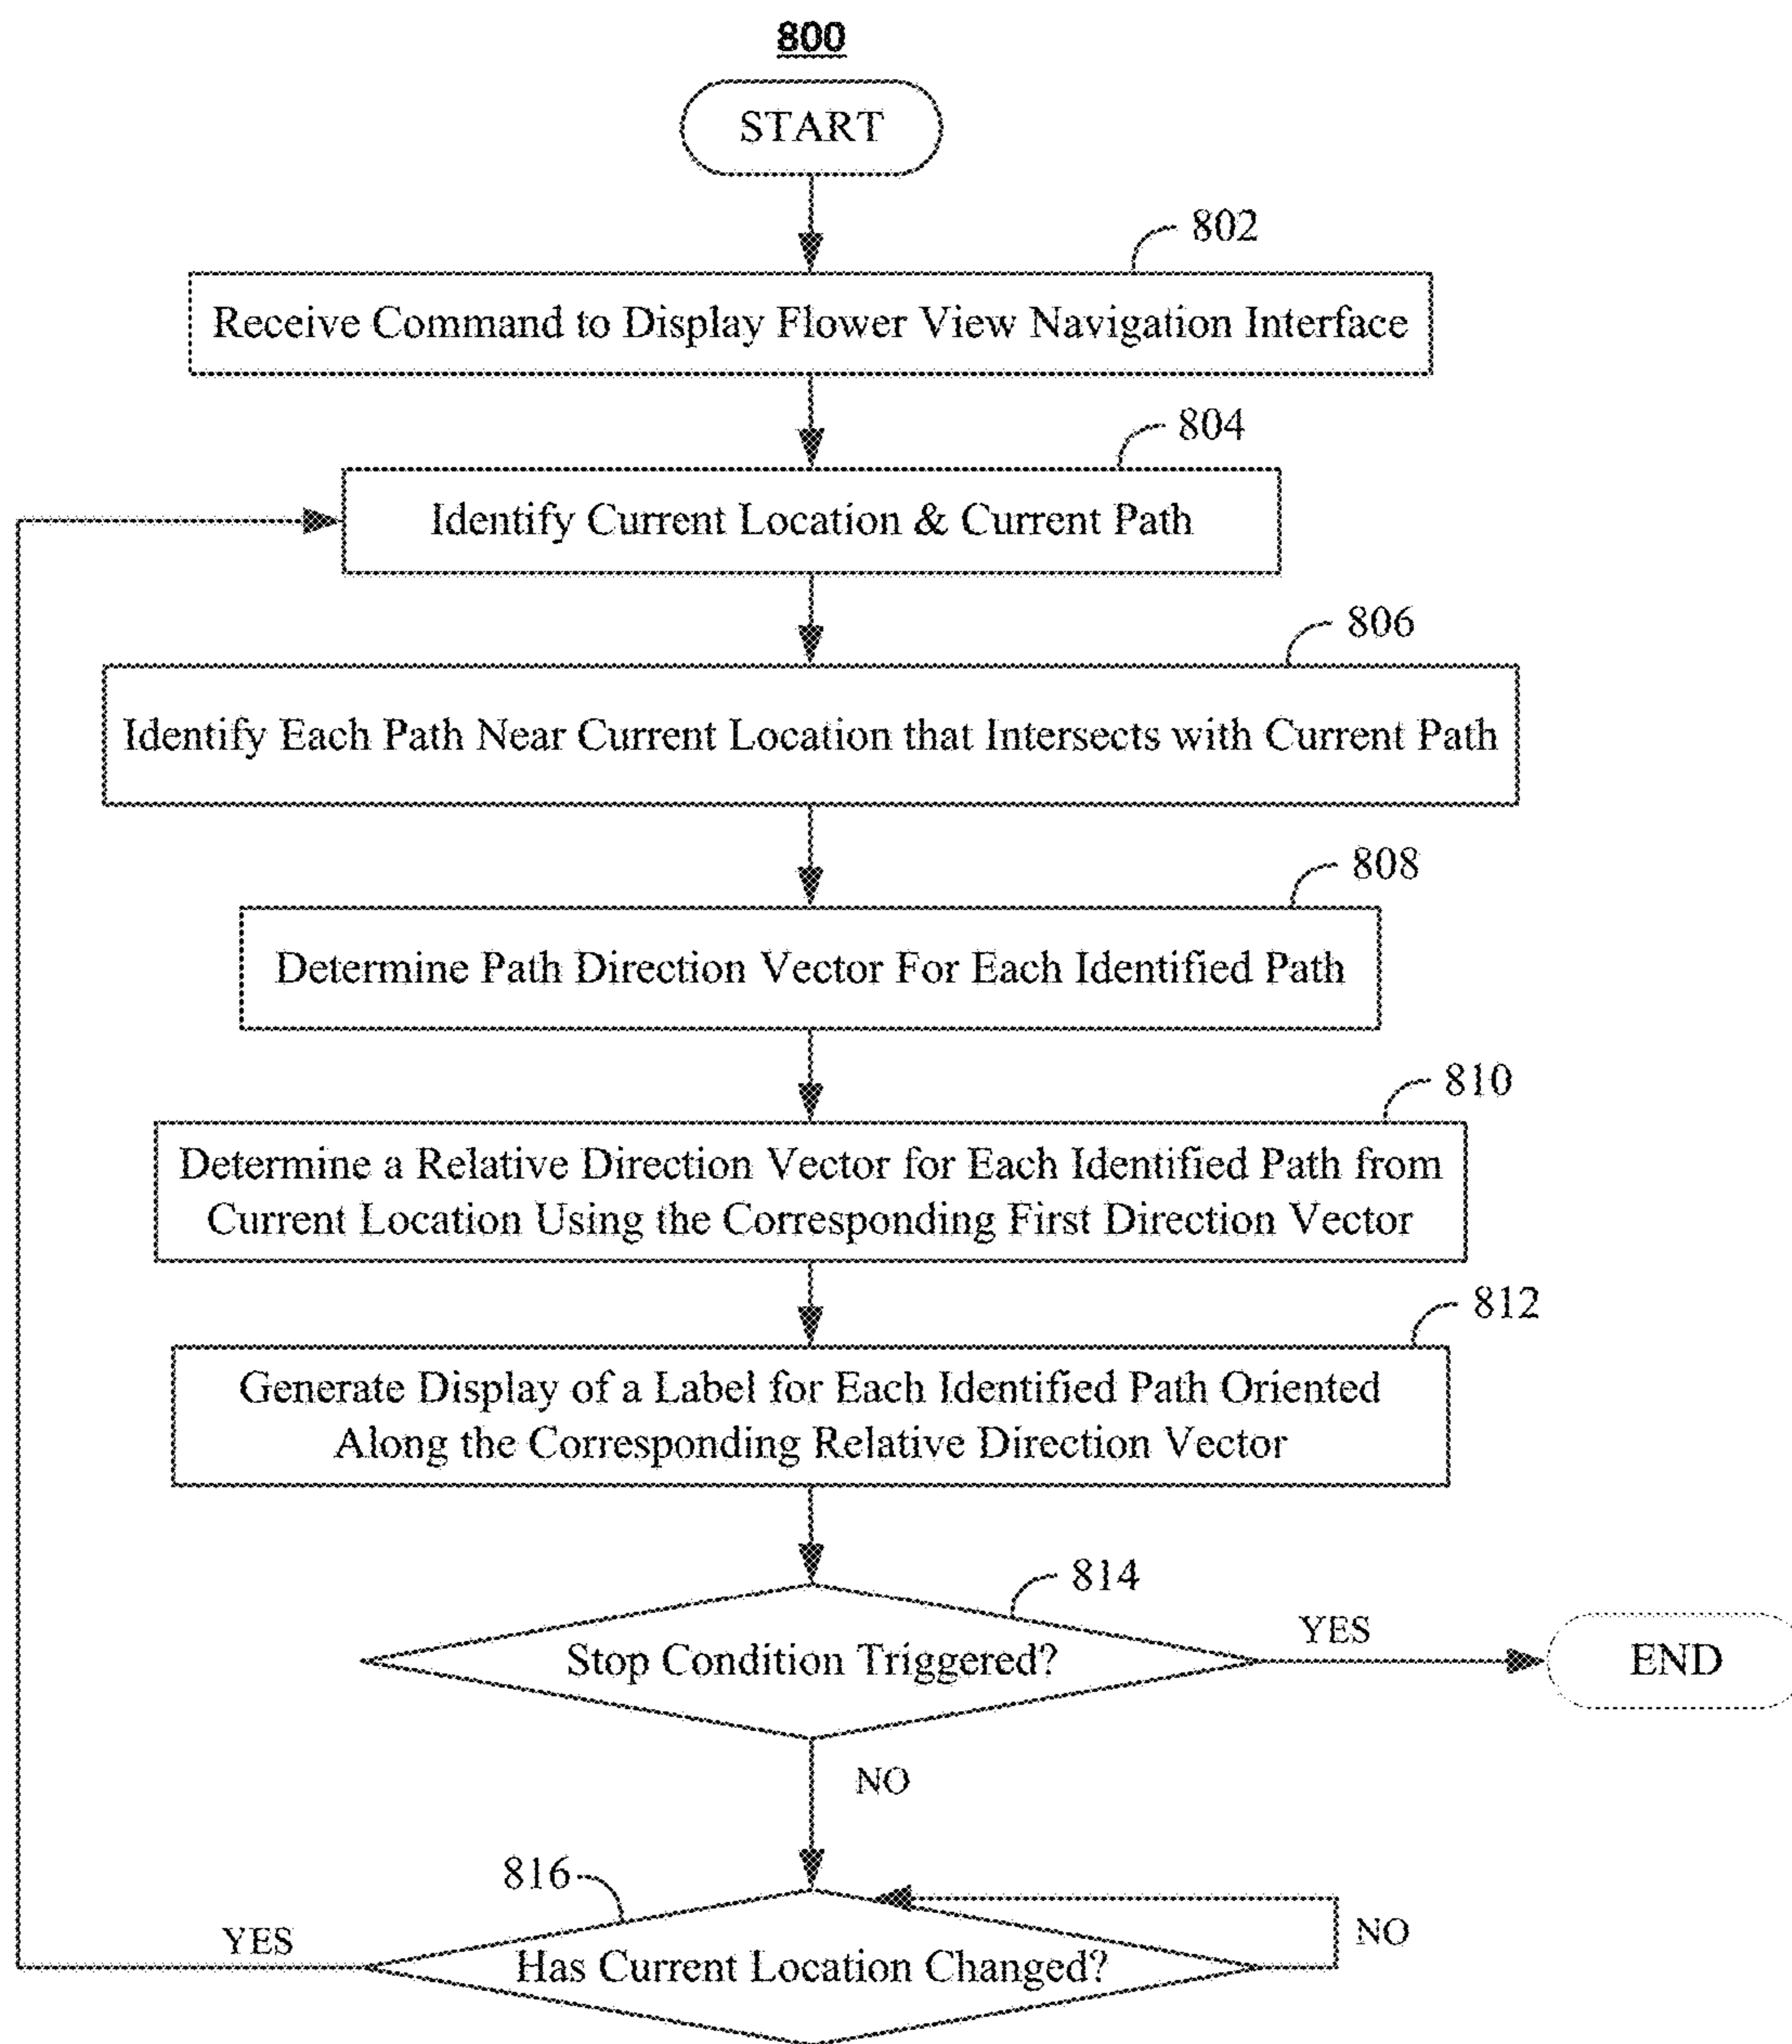 800
START
802
Receive Command to Display Flower View Navigation Interface
804
Identify Current Location & Current Path
806
Identify Each Path Near Current Location that Intersects with Current Path
808
Determine Path Direction Vector For Each Identified Path
810
Determine a Relative Direction Vector for Each Identified Path from
Current Location Using the Corresponding First Direction Vector
812
Generate Display of a Label for Each Identified Path Oriented
Along the Corresponding Relative Direction Vector
814
Stop Condition Triggered?
YES
END
NO
816
YES
Has Current Location Changed?
NO